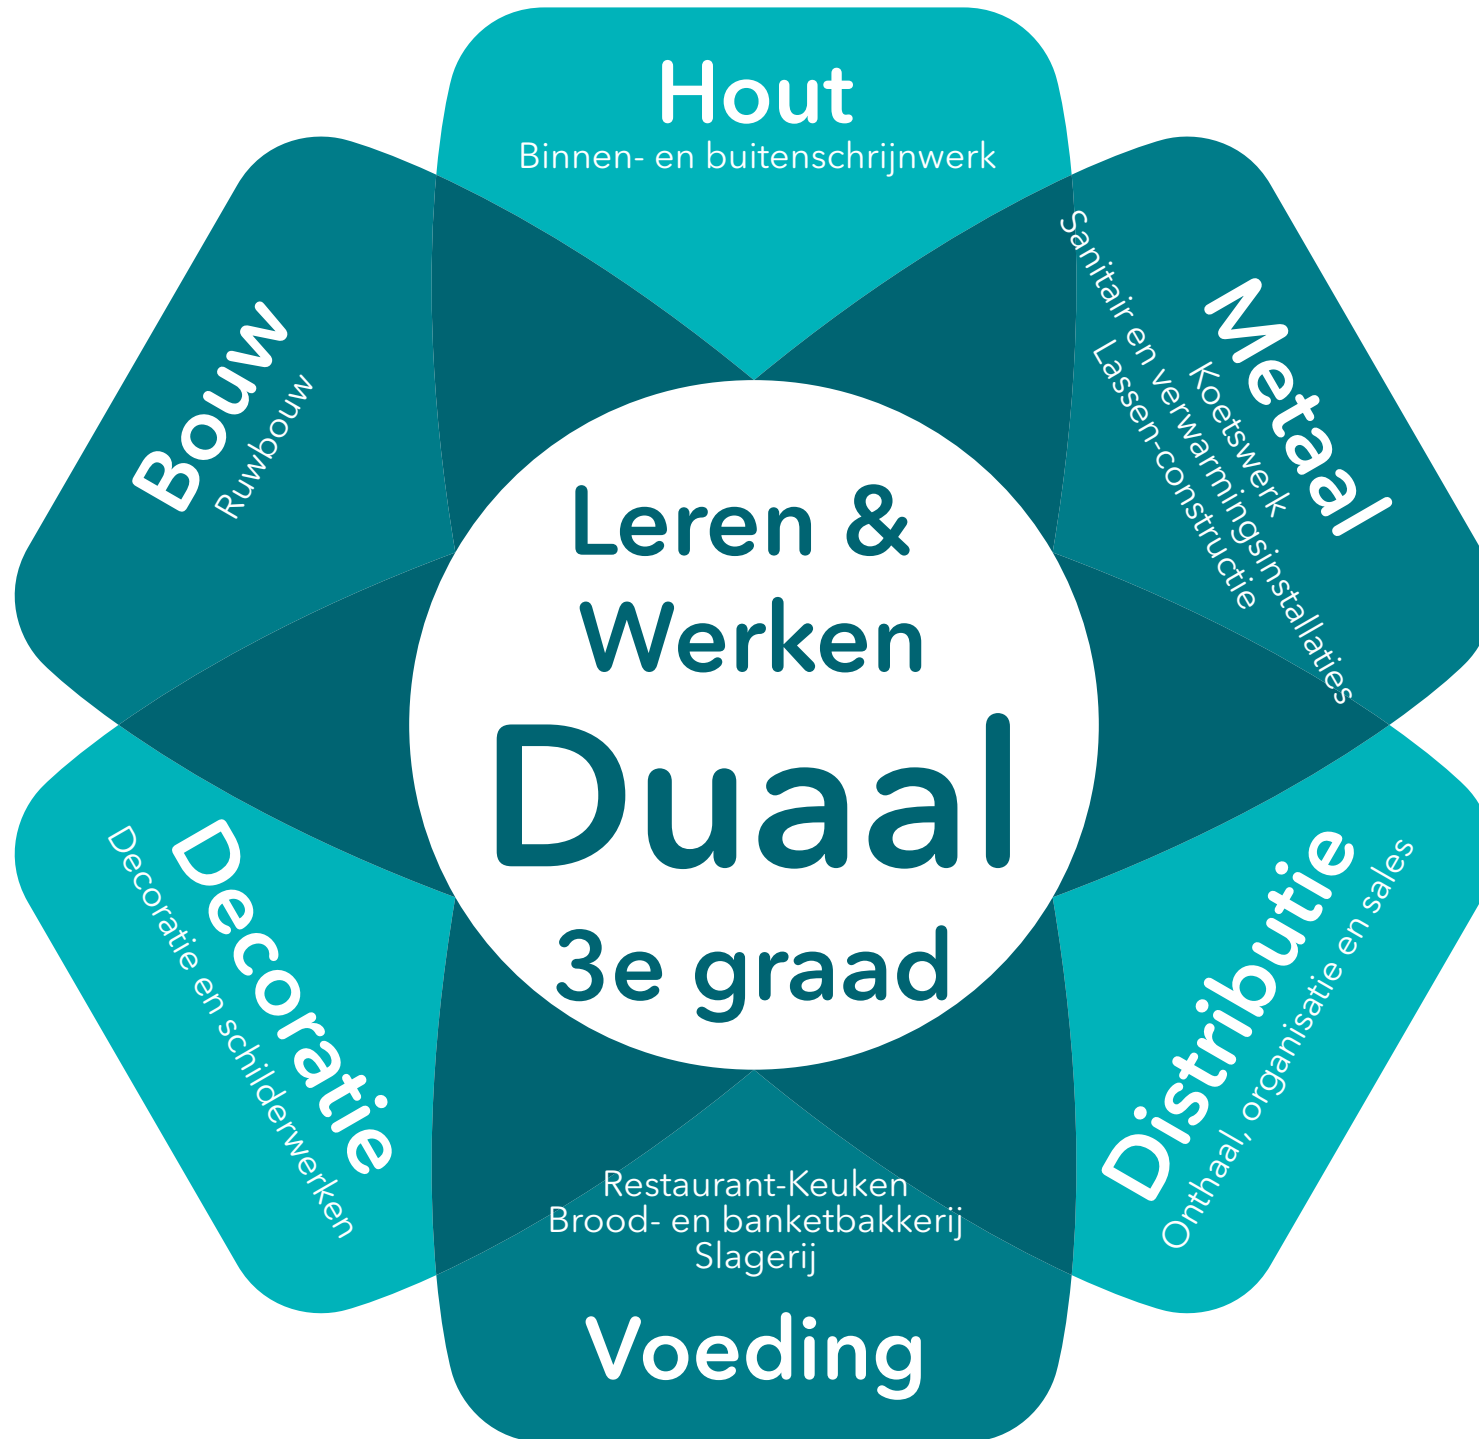 Hout
Binnen- en buitenschrijnwerk
Metaal
Koetswerk
Sanitair en verwarmingsinstallaties
Lassen-constructie
Distributie
Onthaal, organisatie en sales
Restaurant-Keuken
Brood- en banketbakkerij
Slagerij
Voeding
Decoratie
Decoratie en schilderwerken
Bouw
Ruwbouw
Leren &
Werken
Duaal
3e graad